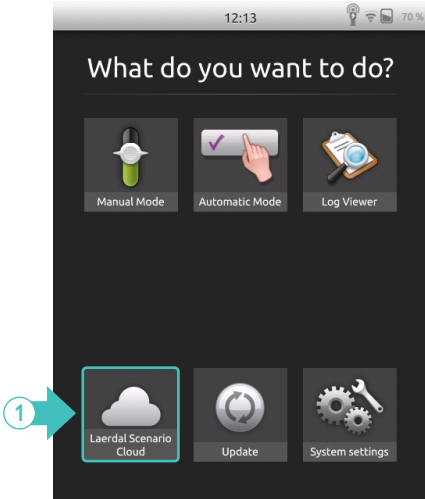 12:13
70 %
What do you want to do?
Manual Mode
Automatic Mode
Log Viewer
1
Laerdal Scenario
Cloud
Update
System settings